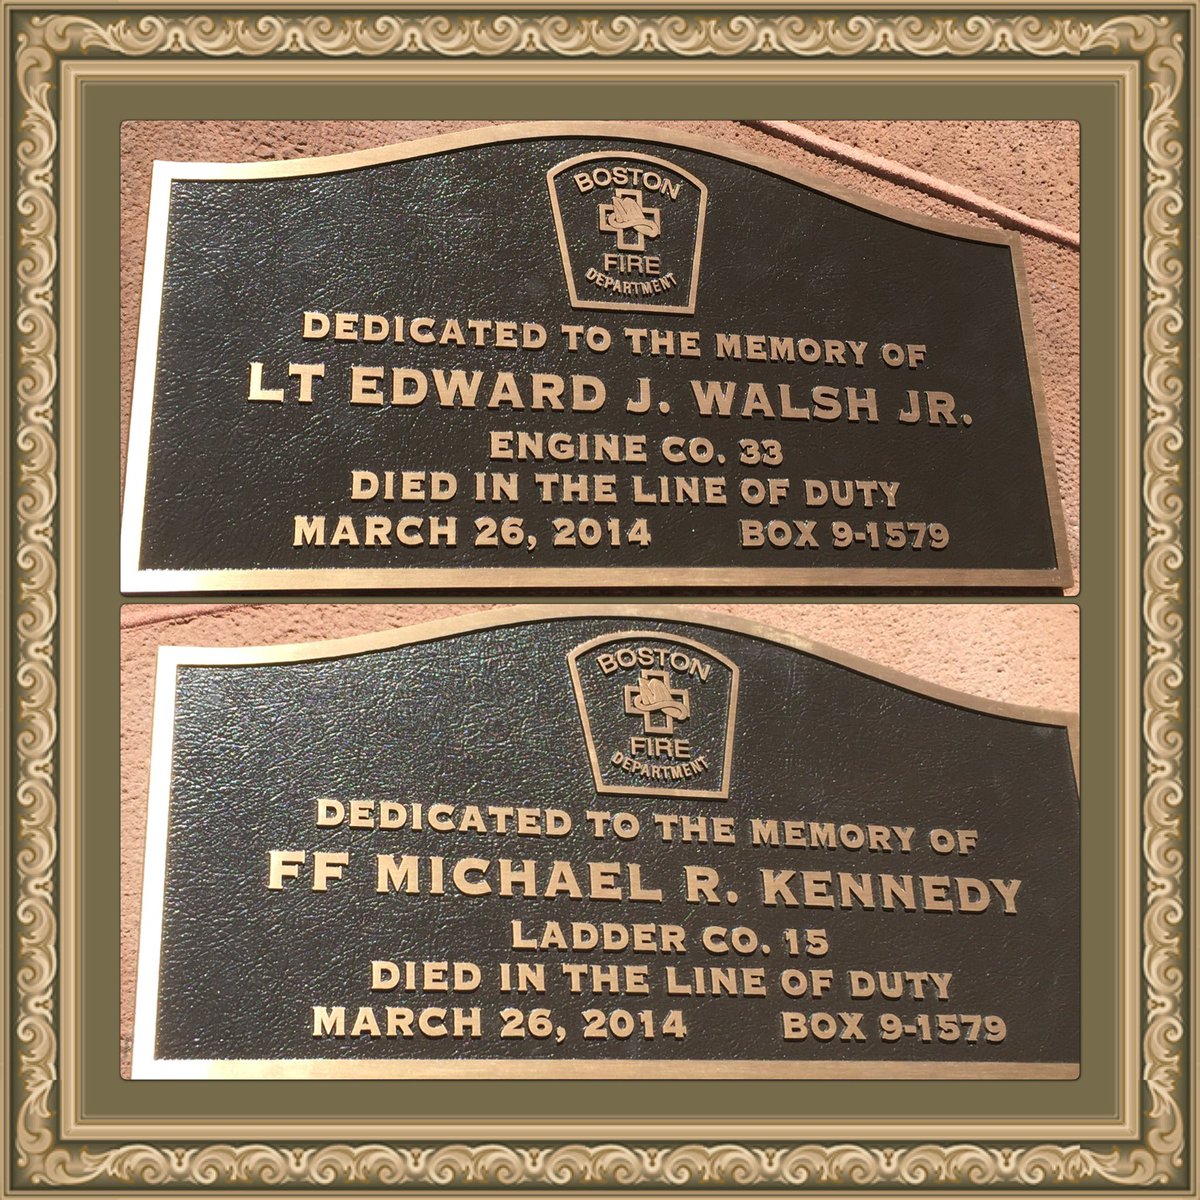 BOSTON
FIRE
DEPARTMENT
DEDICATED TO THE MEMORY OF
LT EDWARD J. WALSH JR.
ENGINE CO. 33
DIED IN THE LINE OF DUTY
MARCH 26, 2014 BOX 9-1579
BOSTON
FIRE
DEPARTMENT
DEDICATED TO THE MEMORY OF
FF MICHAEL R. KENNEDY
LADDER CO. 15
DIED IN THE LINE OF DUTY
MARCH 26, 2014 BOX 9-1579